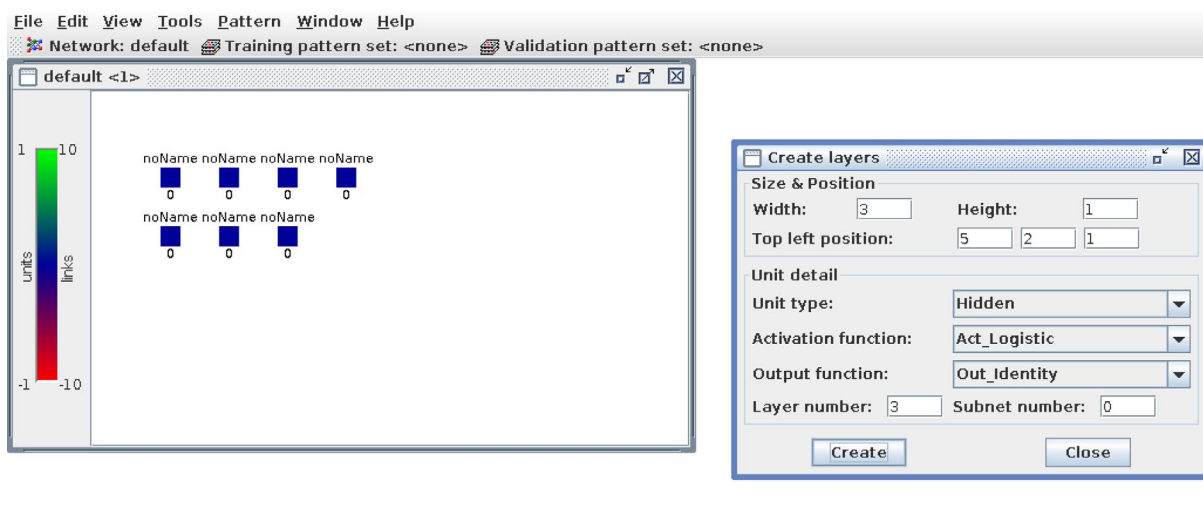 File Edit View Tools Pattern Window Help
Network: default Training pattern set: <none> Validation pattern set: <none>
default <1>
1 10
noName noName noName noName
0 0 0 0
noName noName noName
0 0 0
units
links
-1 -10
Create layers
Size & Position
Width: 3 Height: 1
Top left position: 5 2 1
Unit detail
Unit type: Hidden
Activation function: Act_Logistic
Output function: Out_Identity
Layer number: 3 Subnet number: 0
Create Close